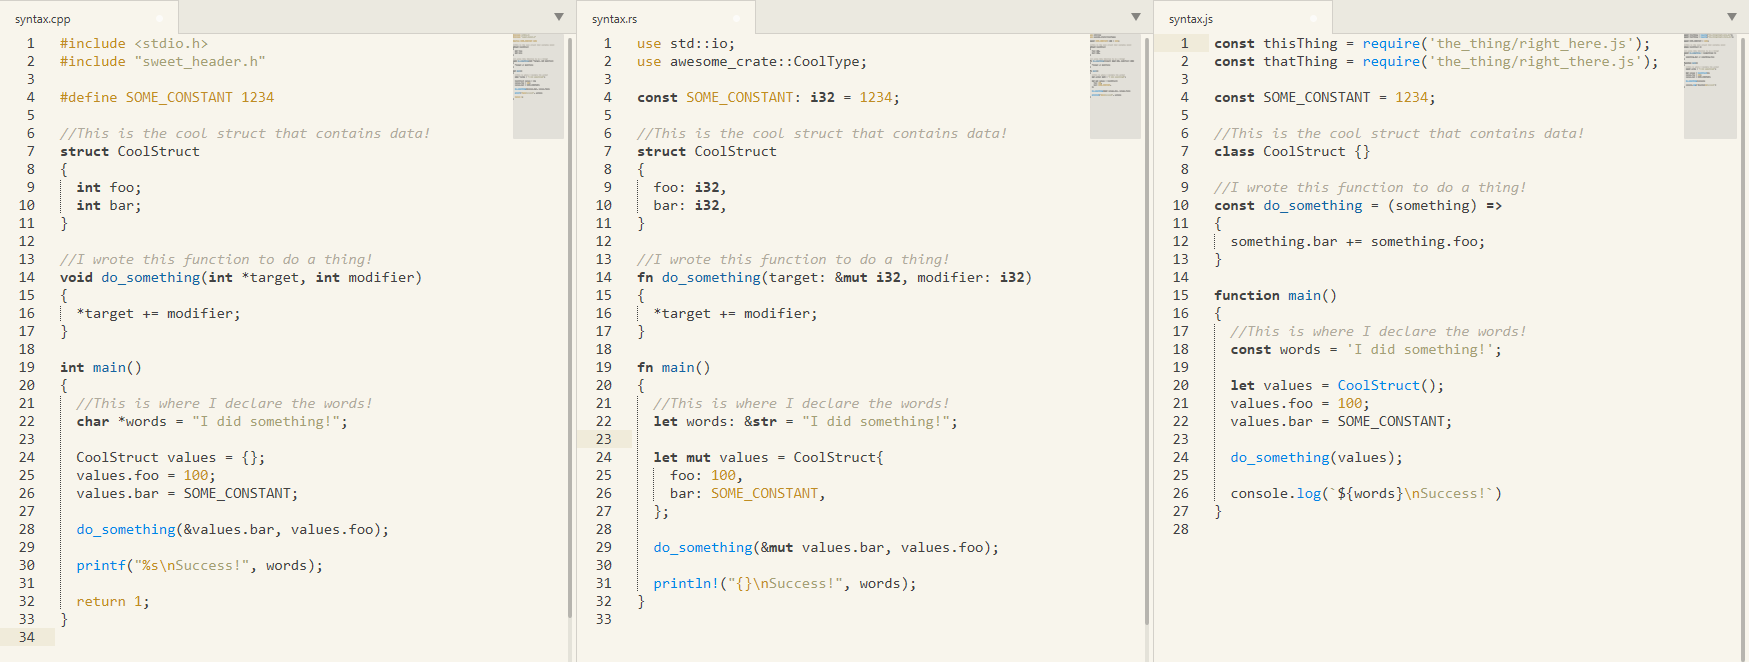 syntax.cpp
1 #include <stdio.h>
2 #include "sweet_header.h"
3
4 #define SOME_CONSTANT 1234
5
6 //This is the cool struct that contains data!
7 struct CoolStruct
8 {
9   int foo;
10   int bar;
11 }
12
13 //I wrote this function to do a thing!
14 void do_something(int *target, int modifier)
15 {
16   *target += modifier;
17 }
18
19 int main()
20 {
21   //This is where I declare the words!
22   char *words = "I did something!";
23
24   CoolStruct values = {};
25   values.foo = 100;
26   values.bar = SOME_CONSTANT;
27
28   do_something(&values.bar, values.foo);
29
30   printf("%s\nSuccess!", words);
31
32   return 1;
33 }
34
syntax.rs
1 use std::io;
2 use awesome_crate::CoolType;
3
4 const SOME_CONSTANT: i32 = 1234;
5
6 //This is the cool struct that contains data!
7 struct CoolStruct
8 {
9   foo: i32,
10   bar: i32,
11 }
12
13 //I wrote this function to do a thing!
14 fn do_something(target: &mut i32, modifier: i32)
15 {
16   *target += modifier;
17 }
18
19 fn main()
20 {
21   //This is where I declare the words!
22   let words: &str = "I did something!";
23
24   let mut values = CoolStruct{
25     foo: 100,
26     bar: SOME_CONSTANT,
27   };
28
29   do_something(&mut values.bar, values.foo);
30
31   println!("{}\nSuccess!", words);
32 }
33
syntax.js
1 const thisThing = require('the_thing/right_here.js');
2 const thatThing = require('the_thing/right_there.js');
3
4 const SOME_CONSTANT = 1234;
5
6 //This is the cool struct that contains data!
7 class CoolStruct {}
8
9 //I wrote this function to do a thing!
10 const do_something = (something) =>
11 {
12   something.bar += something.foo;
13 }
14
15 function main()
16 {
17   //This is where I declare the words!
18   const words = 'I did something!';
19
20   let values = CoolStruct();
21   values.foo = 100;
22   values.bar = SOME_CONSTANT;
23
24   do_something(values);
25
26   console.log(`${words}\nSuccess!`)
27 }
28